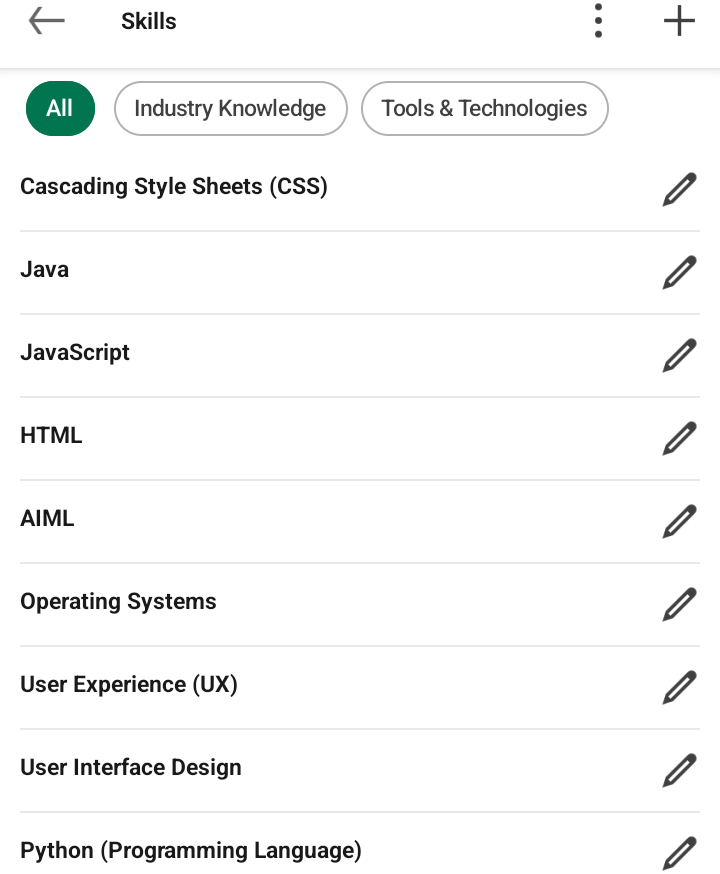 Skills
All
Industry Knowledge
Tools & Technologies
Cascading Style Sheets (CSS)
Java
JavaScript
HTML
AIML
Operating Systems
User Experience (UX)
User Interface Design
Python (Programming Language)